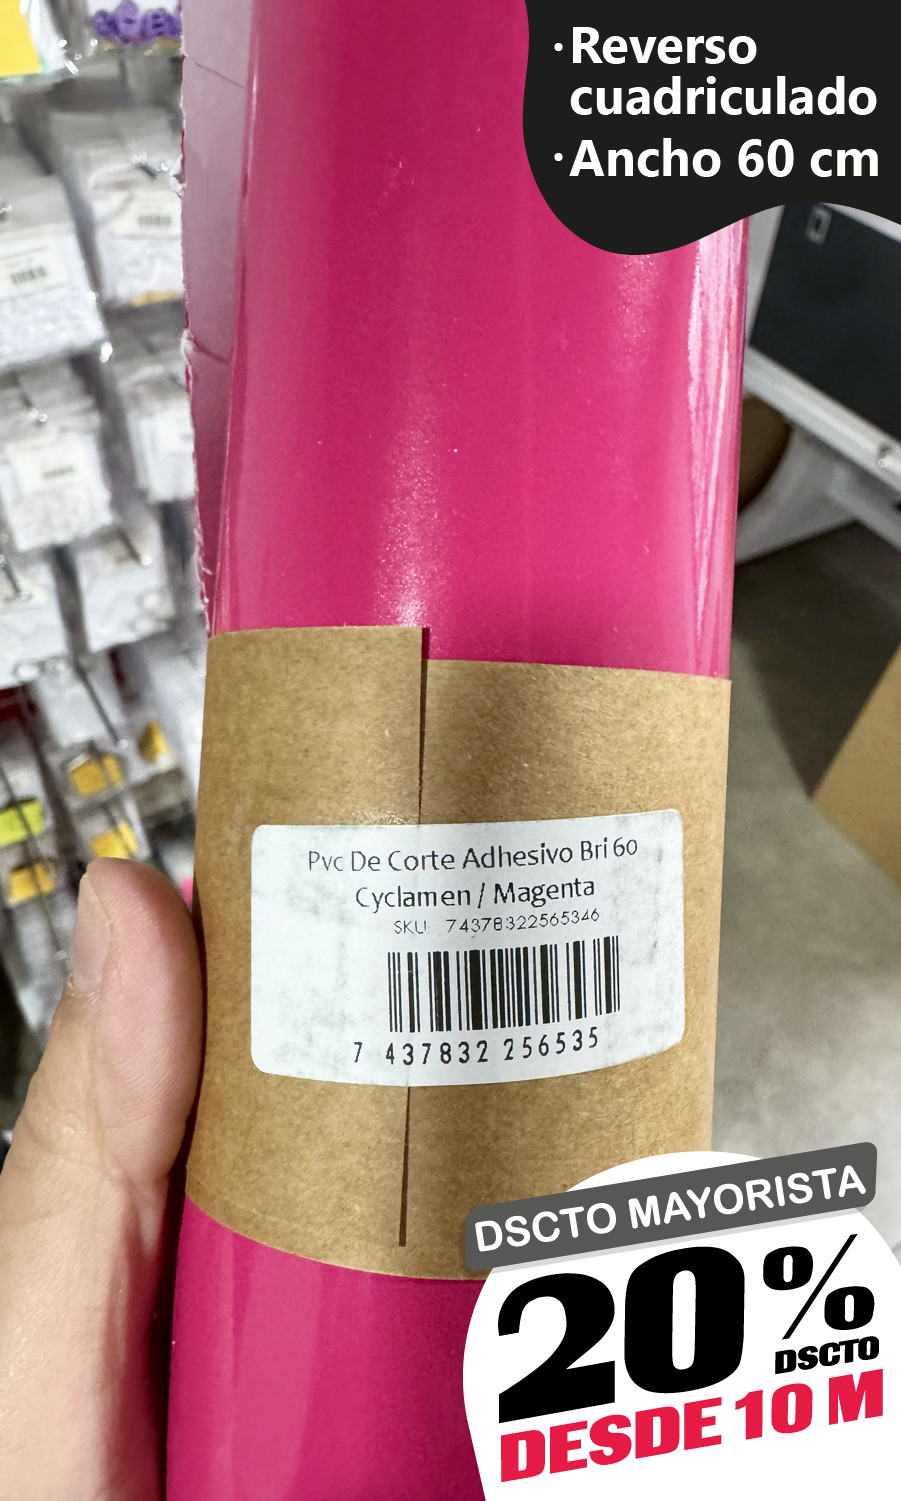 · Reverso
cuadriculado
· Ancho 60 cm
Pvc De Corte Adhesivo Bri 60
Cyclamen / Magenta
SKU: 74378322565346
7 437832 256535
DSCTO MAYORISTA
20%
DSCTO
DESDE 10 M